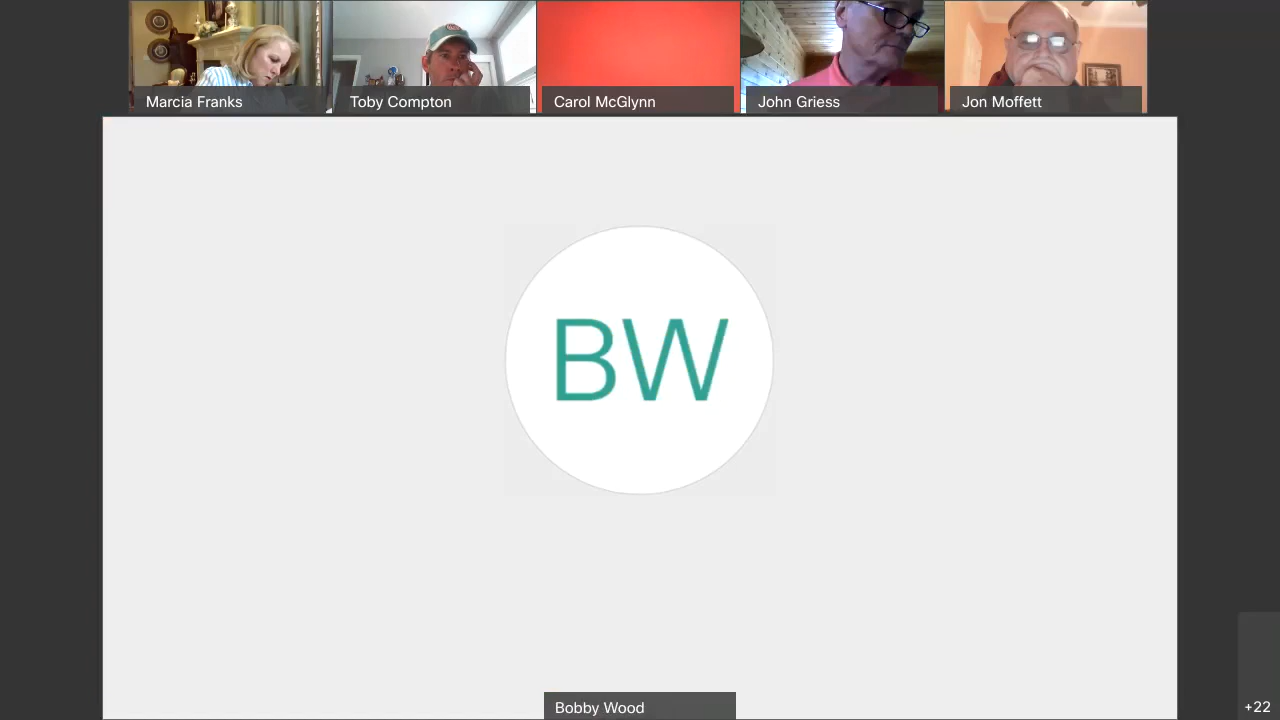 Marcia Franks
Toby Compton
Carol McGlynn
John Griess
Jon Moffett
BW
Bobby Wood
+22